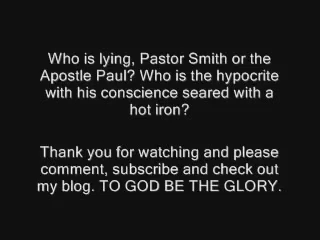 Who is lying, Pastor Smith or the
Apostle Paul? Who is the hypocrite
with his conscience seared with a
hot iron?
Thank you for watching and please
comment, subscribe and check out
my blog. TO GOD BE THE GLORY.